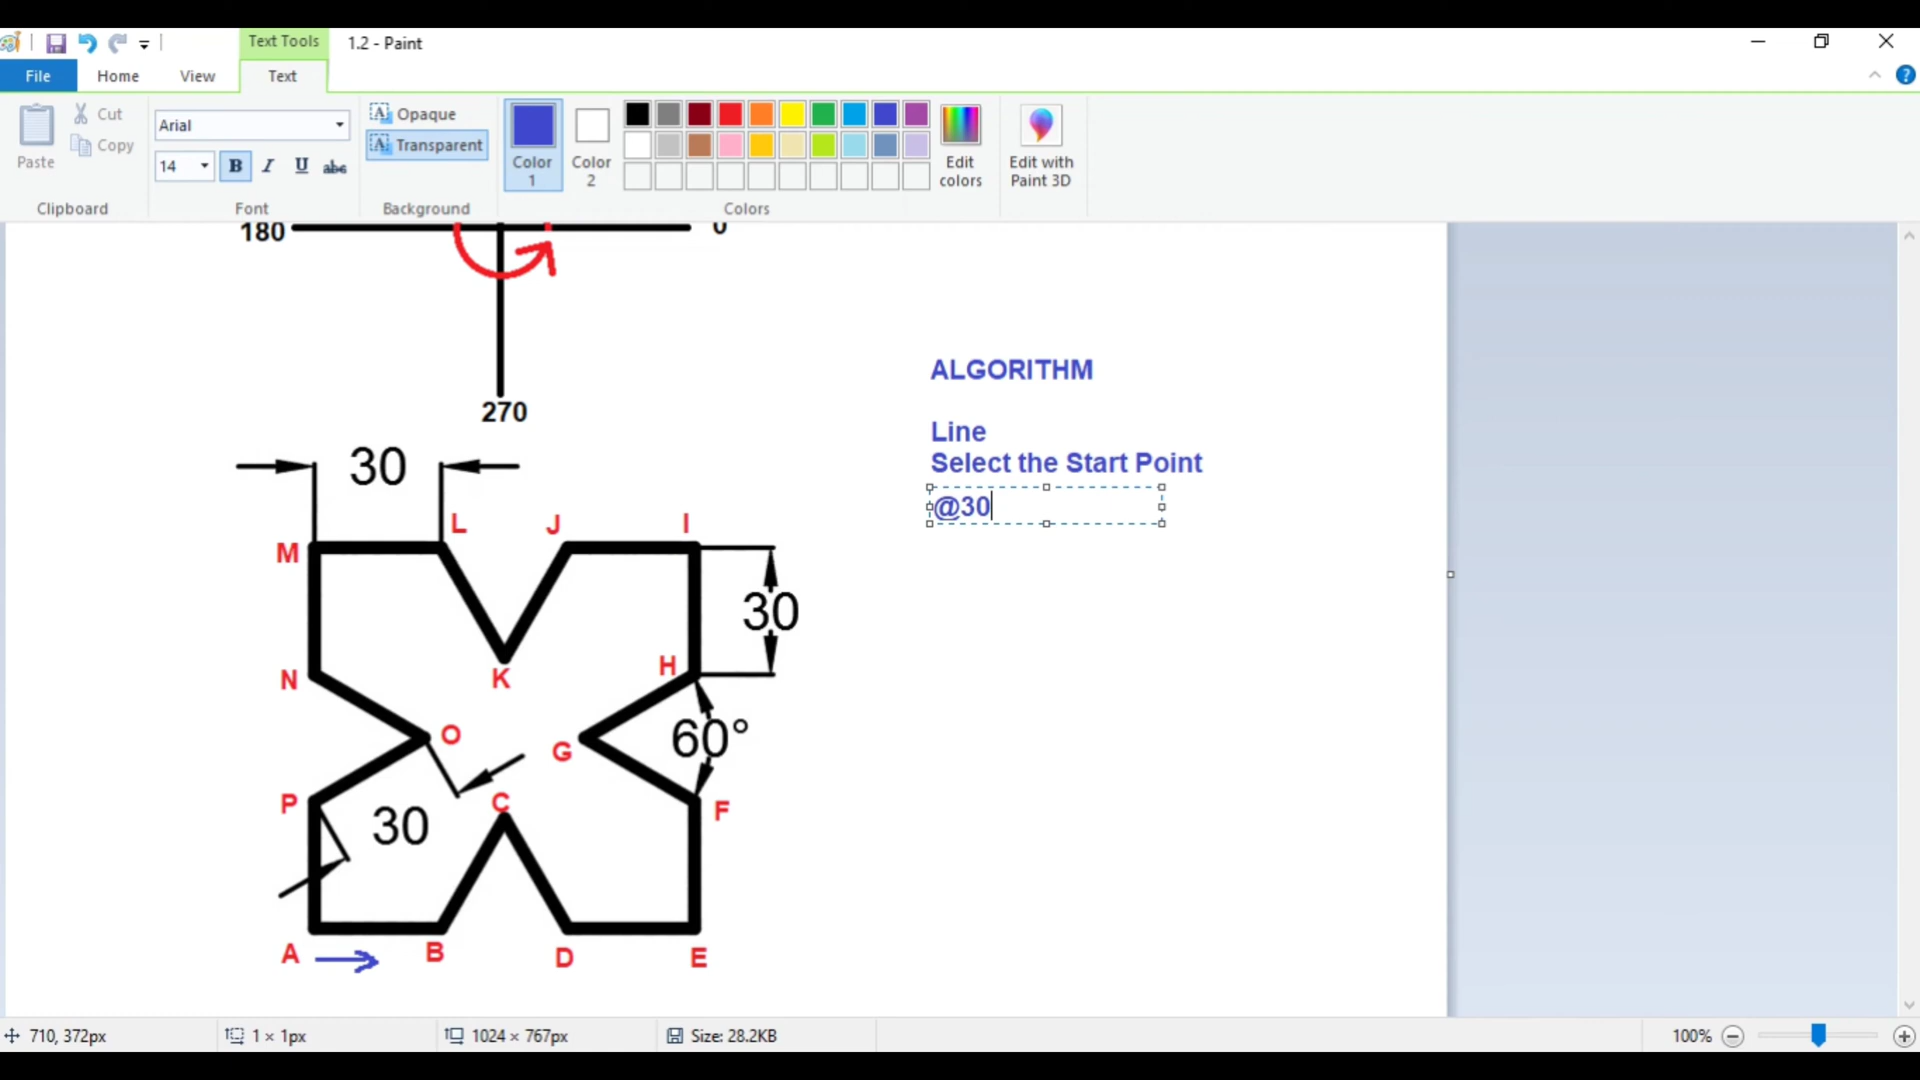 Text Tools
1.2 - Paint
File
Home
View
Text
Paste
Cut
Copy
Clipboard
Arial
14
B
I
U
abc
Font
Opaque
Transparent
Background
Color 1
Color 2
Edit colors
Edit with Paint 3D
Colors
180
0
270
ALGORITHM
Line
Select the Start Point
@30
30
L
J
I
M
30
K
H
N
O
G
60°
P
C
F
30
A
B
D
E
710, 372px
1 × 1px
1024 × 767px
Size: 28.2KB
100%